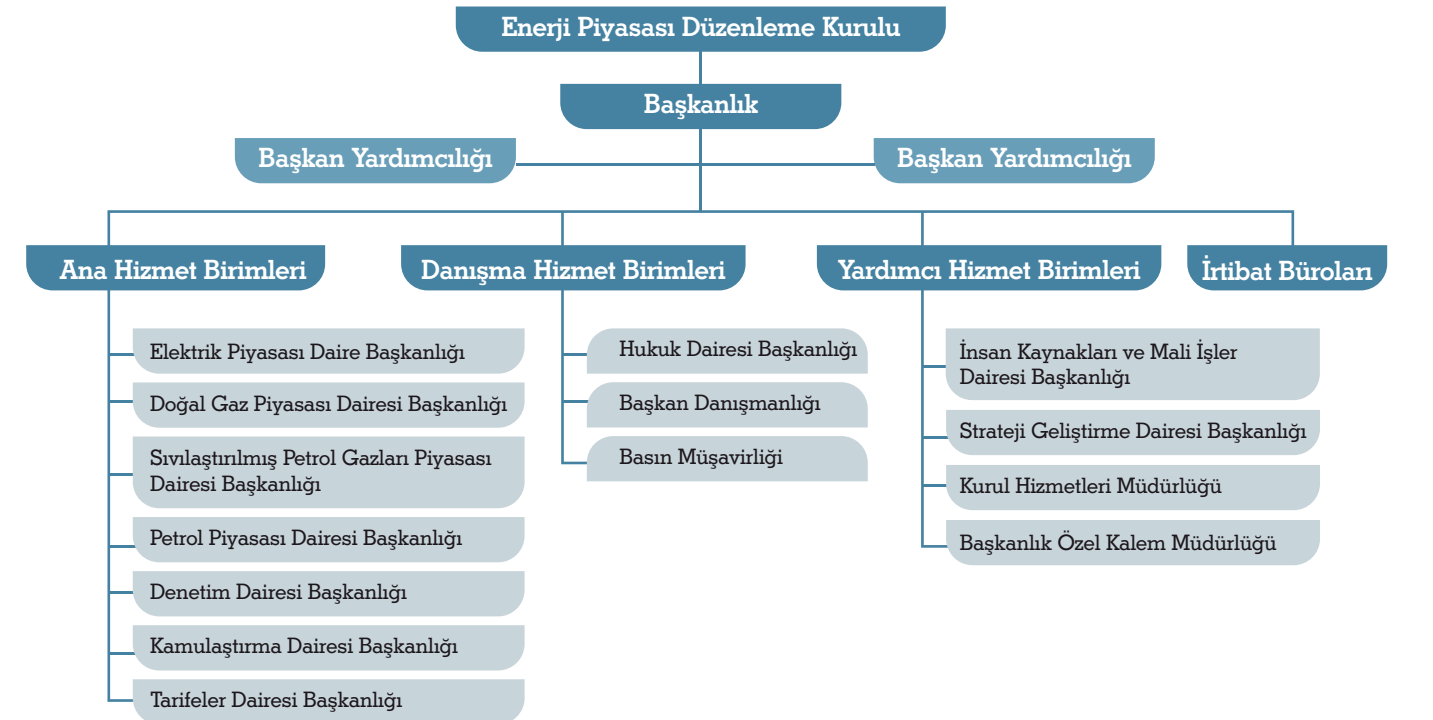 Enerji Piyasası Düzenleme Kurulu
Başkanlık
Başkan Yardımcılığı
Başkan Yardımcılığı
Ana Hizmet Birimleri
Elektrik Piyasası Daire Başkanlığı
Doğal Gaz Piyasası Dairesi Başkanlığı
Sıvılaştırılmış Petrol Gazları Piyasası
Dairesi Başkanlığı
Petrol Piyasası Dairesi Başkanlığı
Denetim Dairesi Başkanlığı
Kamulaştırma Dairesi Başkanlığı
Tarifeler Dairesi Başkanlığı
Danışma Hizmet Birimleri
Hukuk Dairesi Başkanlığı
Başkan Danışmanlığı
Basın Müşavirliği
Yardımcı Hizmet Birimleri
İnsan Kaynakları ve Mali İşler
Dairesi Başkanlığı
Strateji Geliştirme Dairesi Başkanlığı
Kurul Hizmetleri Müdürlüğü
Başkanlık Özel Kalem Müdürlüğü
İrtibat Büroları